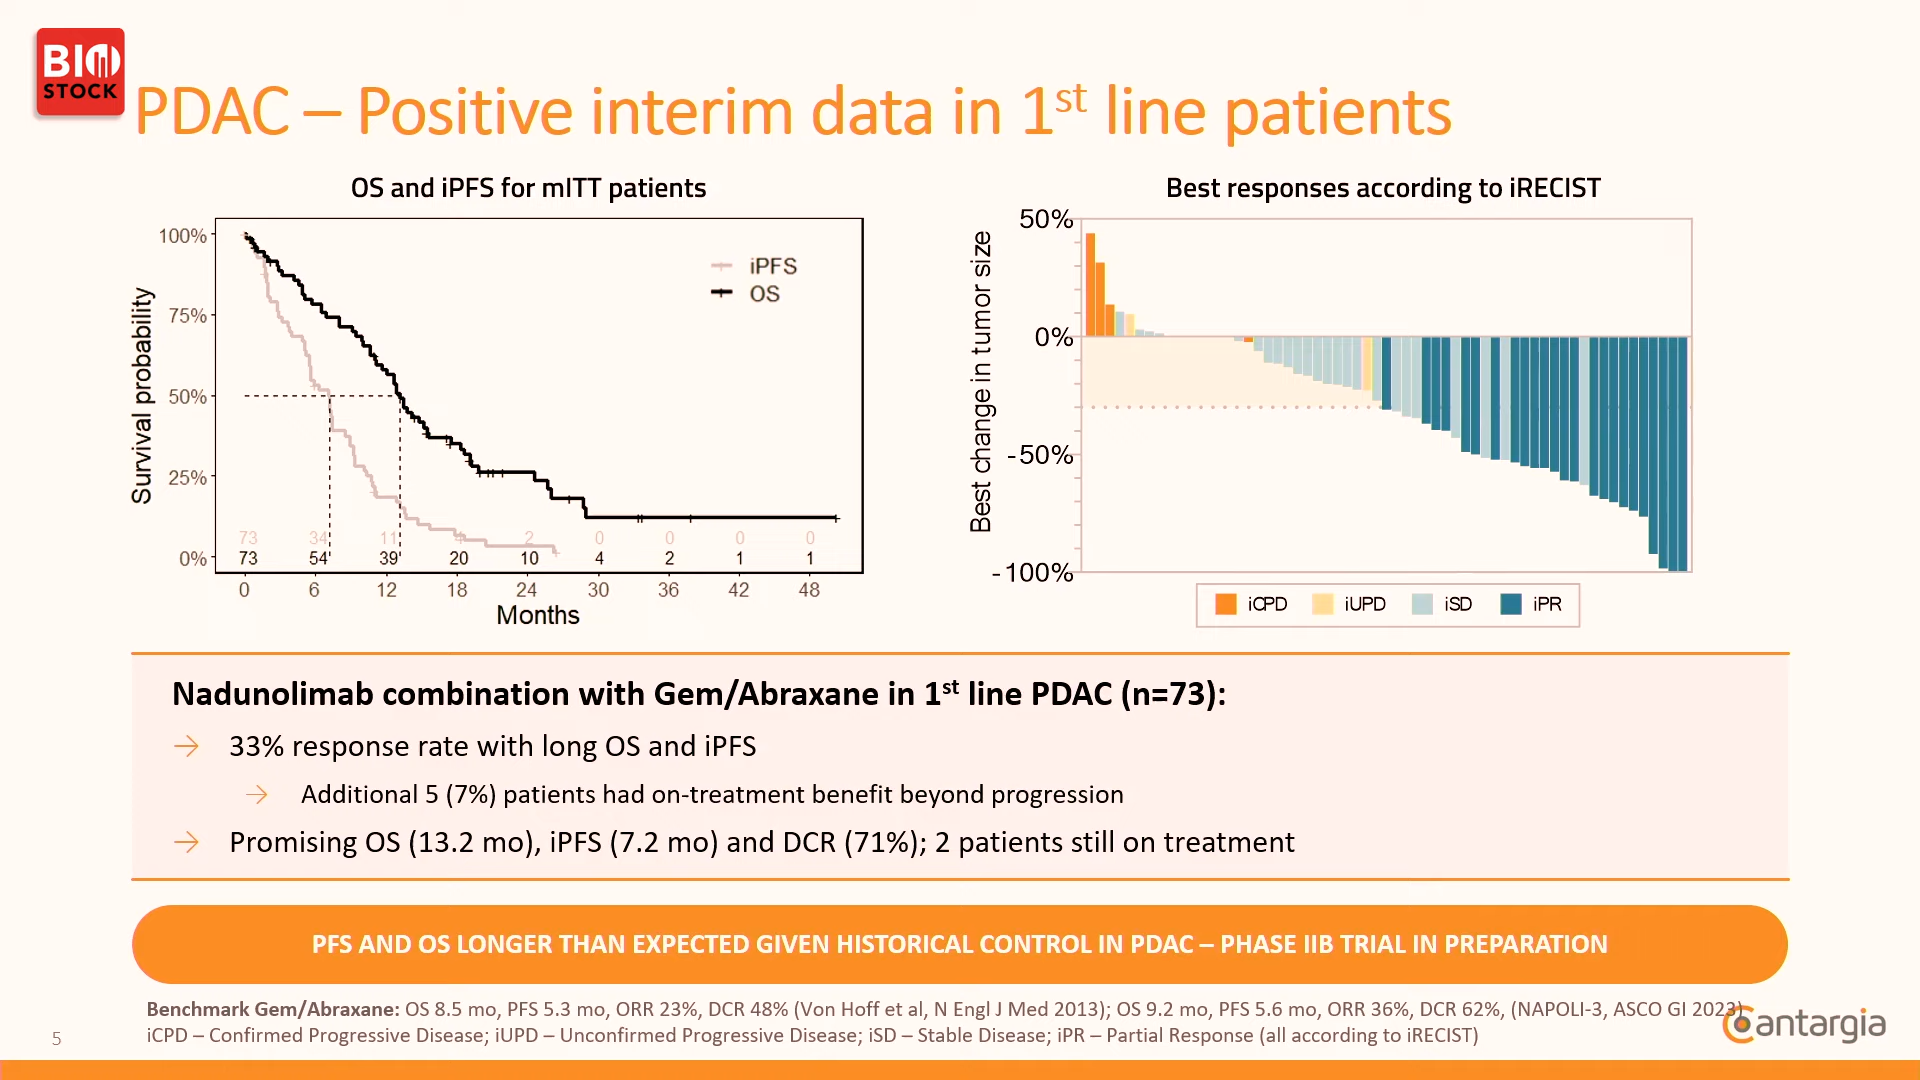 BIO
STOCK
PDAC – Positive interim data in 1st line patients
OS and iPFS for mITT patients
Survival probability
100%
75%
50%
25%
0%
iPFS
OS
73 34 11 4 2 0 0 0 0
73 54 39 20 10 4 2 1 1
0 6 12 18 24 30 36 42 48
Months
Best responses according to iRECIST
Best change in tumor size
50%
0%
-50%
-100%
iCPD iUPD iSD iPR
Nadunolimab combination with Gem/Abraxane in 1st line PDAC (n=73):
→ 33% response rate with long OS and iPFS
→ Additional 5 (7%) patients had on-treatment benefit beyond progression
→ Promising OS (13.2 mo), iPFS (7.2 mo) and DCR (71%); 2 patients still on treatment
PFS AND OS LONGER THAN EXPECTED GIVEN HISTORICAL CONTROL IN PDAC – PHASE IIB TRIAL IN PREPARATION
Benchmark Gem/Abraxane: OS 8.5 mo, PFS 5.3 mo, ORR 23%, DCR 48% (Von Hoff et al, N Engl J Med 2013); OS 9.2 mo, PFS 5.6 mo, ORR 36%, DCR 62%, (NAPOLI-3, ASCO GI 2023)
iCPD – Confirmed Progressive Disease; iUPD – Unconfirmed Progressive Disease; iSD – Stable Disease; iPR – Partial Response (all according to iRECIST)
5
Cantargia